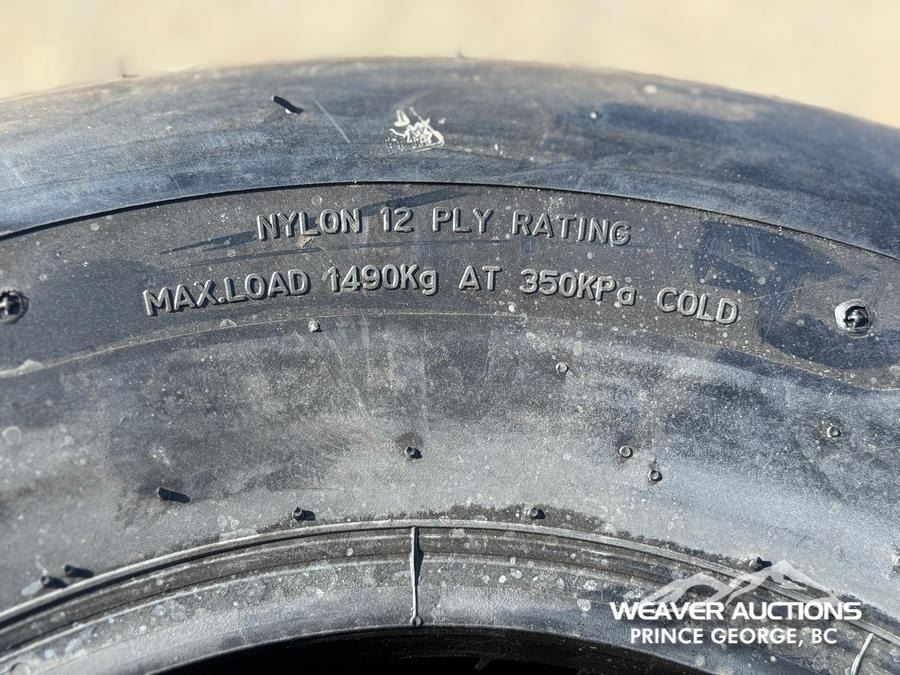 NYLON 12 PLY RATING
MAX.LOAD 1490Kg AT 350KPa COLD
WEAVER AUCTIONS
PRINCE GEORGE, BC